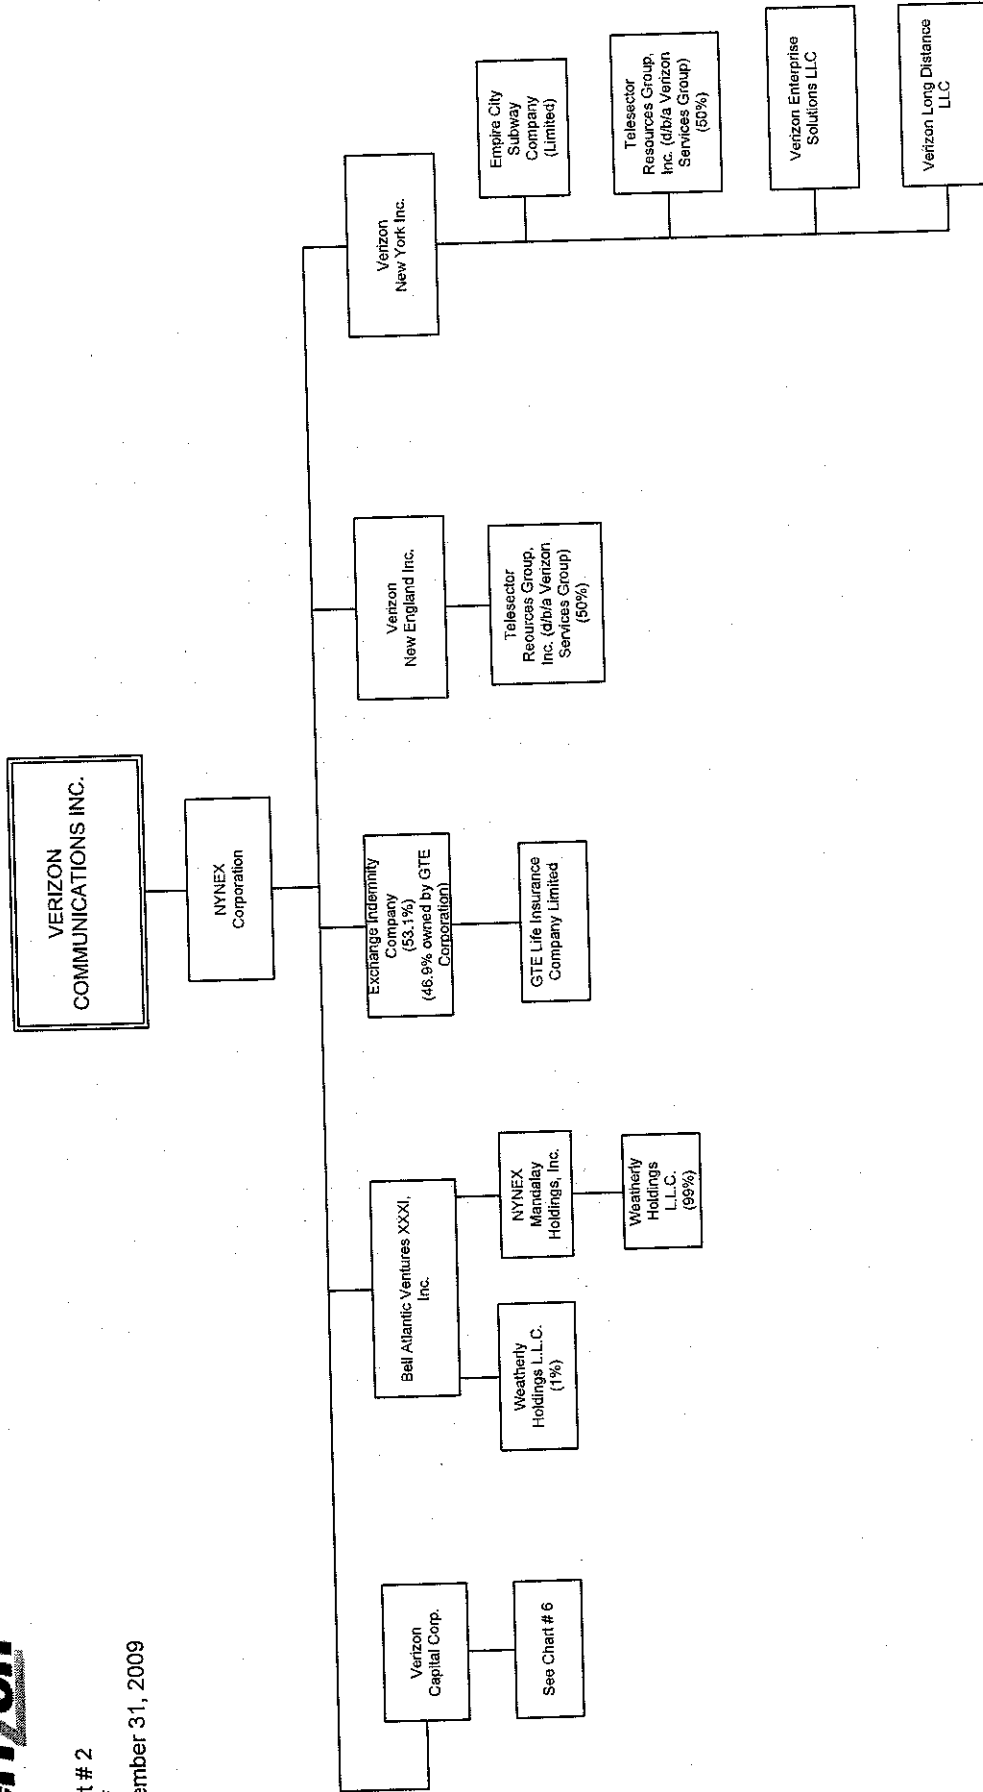 t # 2
ember 31, 2009
VERIZON
COMMUNICATIONS INC.
NYNEX
Corporation
Verizon
Capital Corp.
See Chart # 6
Bell Atlantic Ventures XXXI,
Inc.
Weatherly
Holdings L.L.C.
(1%)
NYNEX
Mandalay
Holdings, Inc.
Weatherly
Holdings
L.L.C.
(99%)
Exchange Indemnity
Company
(53.1%)
(46.9% owned by GTE
Corporation)
GTE Life Insurance
Company Limited
Verizon
New England Inc.
Telesector
Reources Group,
Inc. (d/b/a Verizon
Services Group)
(50%)
Verizon
New York Inc.
Empire City
Subway
Company
(Limited)
Telesector
Resources Group,
Inc. (d/b/a Verizon
Services Group)
(50%)
Verizon Enterprise
Solutions LLC
Verizon Long Distance
LLC